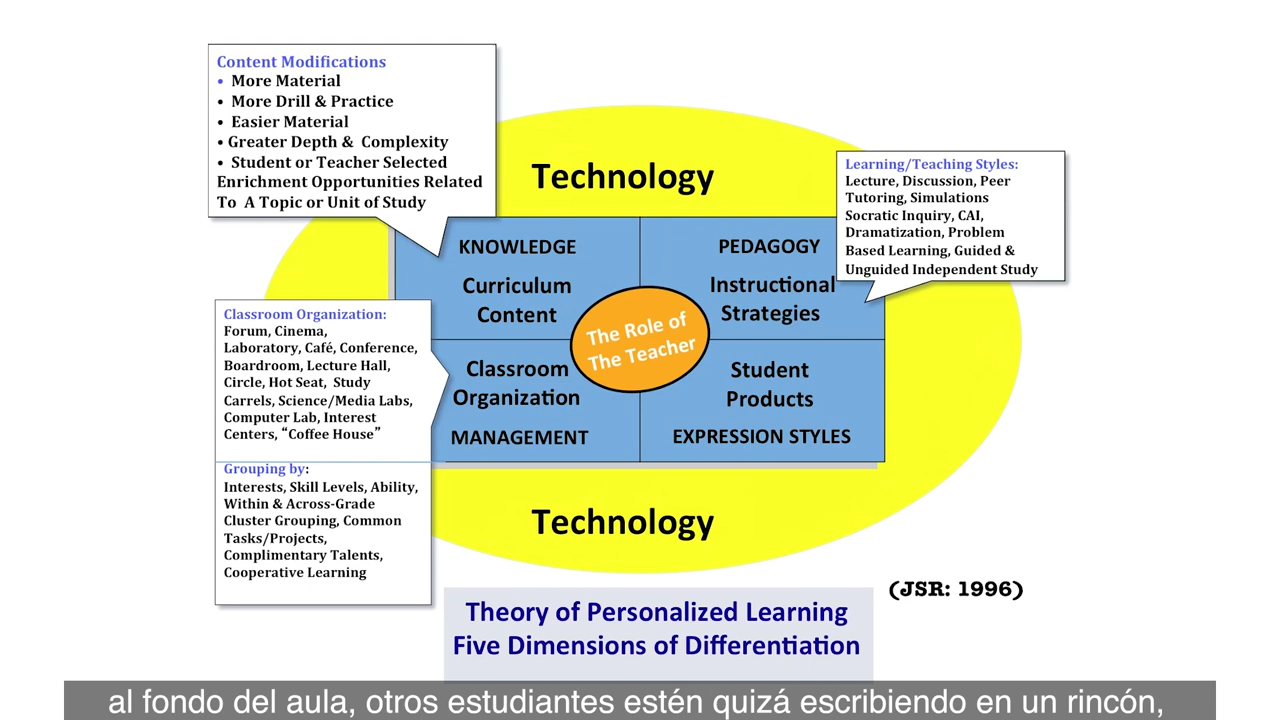 Content Modifications
• More Material
• More Drill & Practice
• Easier Material
• Greater Depth & Complexity
• Student or Teacher Selected
Enrichment Opportunities Related
To A Topic or Unit of Study
Technology
Learning/Teaching Styles:
Lecture, Discussion, Peer
Tutoring, Simulations
Socratic Inquiry, CAI,
Dramatization, Problem
Based Learning, Guided &
Unguided Independent Study
KNOWLEDGE
Curriculum
Content
PEDAGOGY
Instructional
Strategies
The Role of
The Teacher
Classroom Organization:
Forum, Cinema,
Laboratory, Café, Conference,
Boardroom, Lecture Hall,
Circle, Hot Seat, Study
Carrels, Science/Media Labs,
Computer Lab, Interest
Centers, “Coffee House”
Classroom
Organization
MANAGEMENT
Student
Products
EXPRESSION STYLES
Grouping by:
Interests, Skill Levels, Ability,
Within & Across-Grade
Cluster Grouping, Common
Tasks/Projects,
Complimentary Talents,
Cooperative Learning
Technology
(JSR: 1996)
Theory of Personalized Learning
Five Dimensions of Differentiation
al fondo del aula, otros estudiantes estén quizá escribiendo en un rincón,